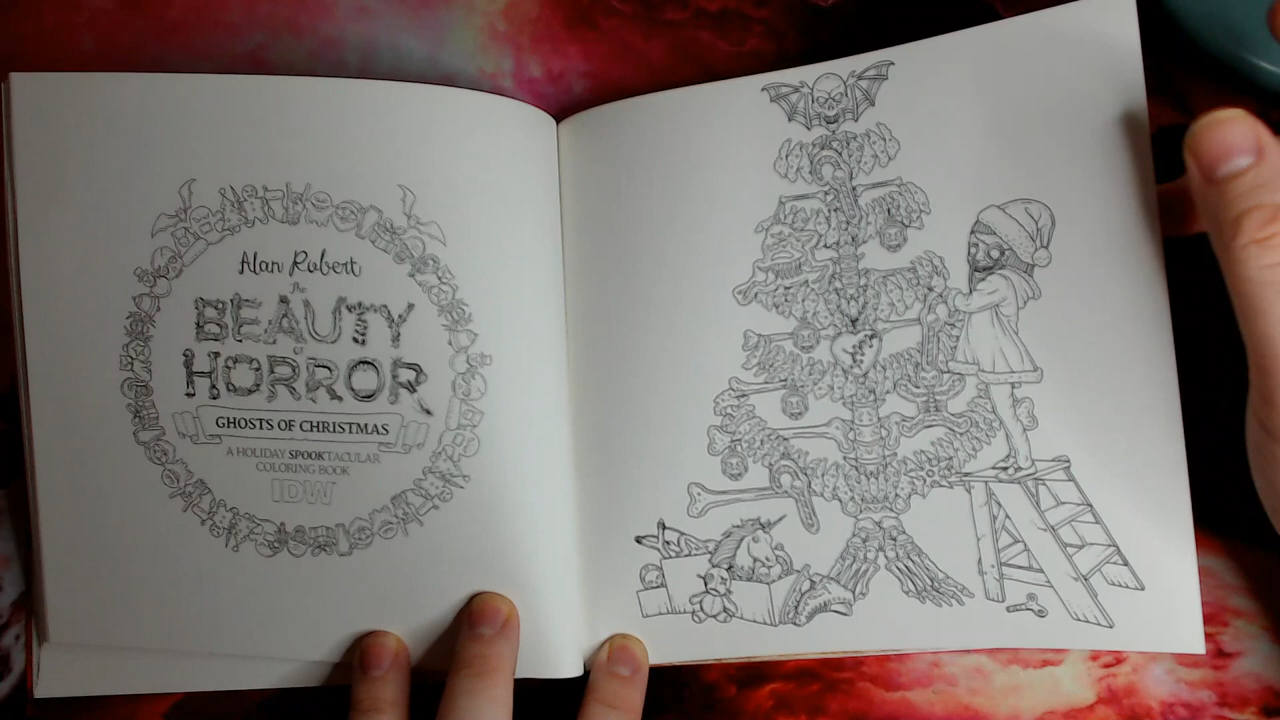 Alan Robert
The
BEAUTY
of
HORROR
GHOSTS OF CHRISTMAS
A HOLIDAY SPOOKTACULAR
COLORING BOOK
IDW